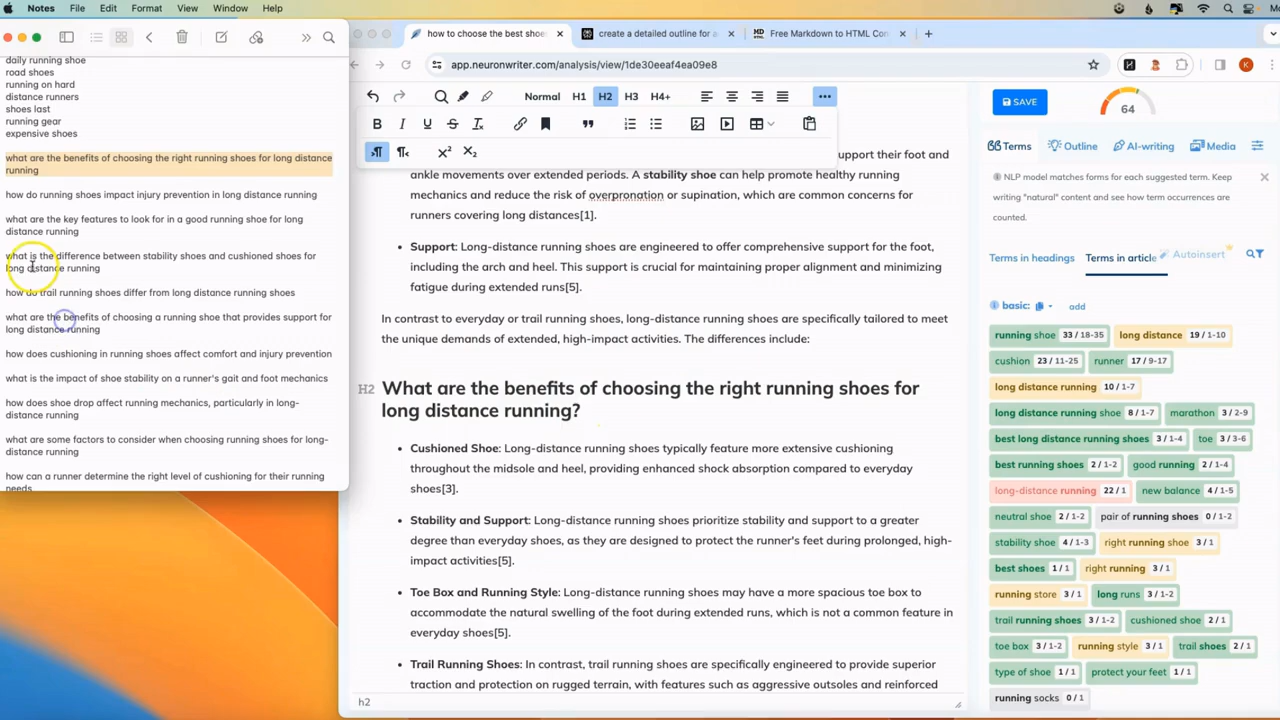 Notes File Edit Format View Window Help
how to choose the best shoe
create a detailed outline for a
Free Markdown to HTML Con
app.neuronwriter.com/analysis/view/1de30eeaf4ea09e8
Normal H1 H2 H3 H4+
daily running shoe
road shoes
running on hard
distance runners
shoes last
running gear
expensive shoes
what are the benefits of choosing the right running shoes for long distance
running
how do running shoes impact injury prevention in long distance running
what are the key features to look for in a good running shoe for long
distance running
what is the difference between stability shoes and cushioned shoes for
long distance running
how do trail running shoes differ from long distance running shoes
what are the benefits of choosing a running shoe that provides support for
long distance running
how does cushioning in running shoes affect comfort and injury prevention
what is the impact of shoe stability on a runner's gait and foot mechanics
how does shoe drop affect running mechanics, particularly in long-
distance running
what are some factors to consider when choosing running shoes for long-
distance running
how can a runner determine the right level of cushioning for their running
needs
support their foot and
ankle movements over extended periods. A stability shoe can help promote healthy running
mechanics and reduce the risk of overpronation or supination, which are common concerns for
runners covering long distances[1].
• Support: Long-distance running shoes are engineered to offer comprehensive support for the foot,
including the arch and heel. This support is crucial for maintaining proper alignment and minimizing
fatigue during extended runs[5].
In contrast to everyday or trail running shoes, long-distance running shoes are specifically tailored to meet
the unique demands of extended, high-impact activities. The differences include:
H2 What are the benefits of choosing the right running shoes for
long distance running?
• Cushioned Shoe: Long-distance running shoes typically feature more extensive cushioning
throughout the midsole and heel, providing enhanced shock absorption compared to everyday
shoes[3].
• Stability and Support: Long-distance running shoes prioritize stability and support to a greater
degree than everyday shoes, as they are designed to protect the runner's feet during prolonged, high-
impact activities[5].
• Toe Box and Running Style: Long-distance running shoes may have a more spacious toe box to
accommodate the natural swelling of the foot during extended runs, which is not a common feature in
everyday shoes[5].
• Trail Running Shoes: In contrast, trail running shoes are specifically engineered to provide superior
traction and protection on rugged terrain, with features such as aggressive outsoles and reinforced
h2
SAVE
64
Terms Outline AI-writing Media
NLP model matches forms for each suggested term. Keep
writing "natural" content and see how term occurrences are
counted.
Terms in headings Terms in article Autoinsert
basic: add
running shoe 33 / 18-35 long distance 19 / 1-10
cushion 23 / 11-25 runner 17 / 9-17
long distance running 10 / 1-7
long distance running shoe 8 / 1-7 marathon 3 / 2-9
best long distance running shoes 3 / 1-4 toe 3 / 3-6
best running shoes 2 / 1-2 good running 2 / 1-4
long-distance running 22 / 1 new balance 4 / 1-5
neutral shoe 2 / 1-2 pair of running shoes 0 / 1-2
stability shoe 4 / 1-3 right running shoe 3 / 1
best shoes 1 / 1 right running 3 / 1
running store 3 / 1 long runs 3 / 1-2
trail running shoes 3 / 1-2 cushioned shoe 2 / 1
toe box 3 / 1-2 running style 3 / 1 trail shoes 2 / 1
type of shoe 1 / 1 protect your feet 1 / 1
running socks 0 / 1